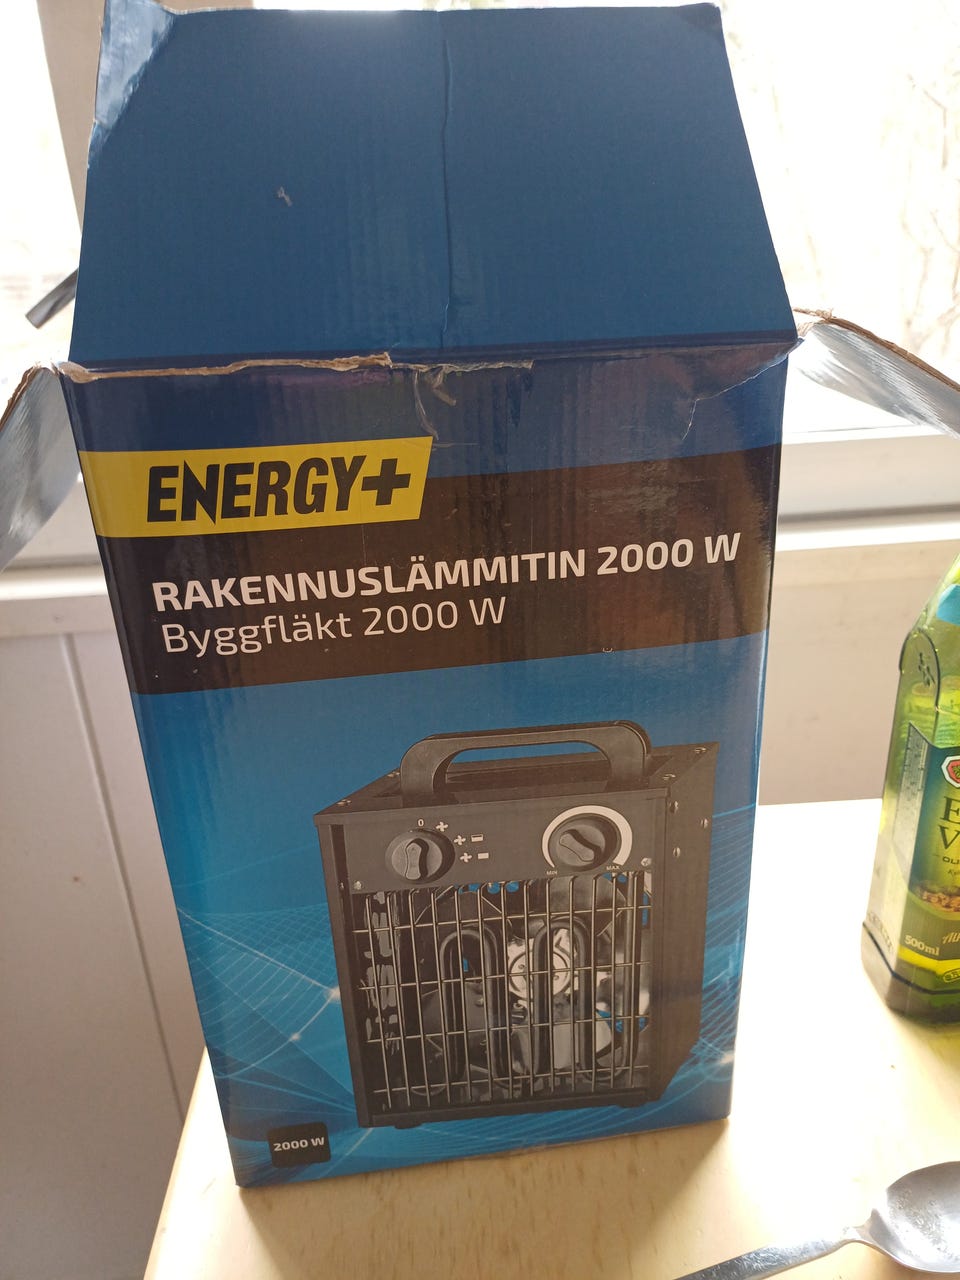 ENERGY+
RAKENNUSLÄMMITIN 2000 W
Byggfläkt 2000 W
0
MIN
MAX
2000 W
500ml